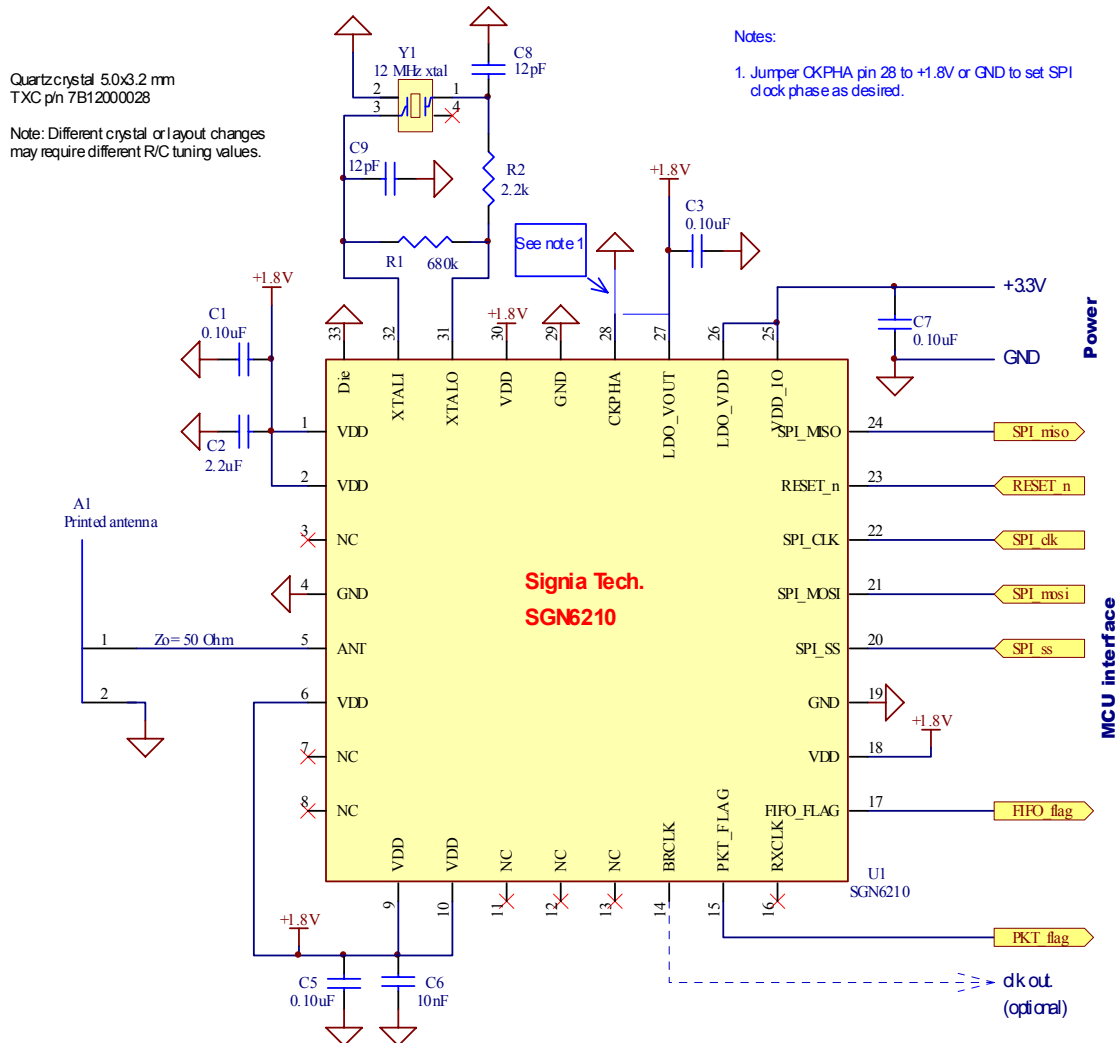 Quartz crystal 5.0x3.2 mm
TXC p/n 7B12000028
Note: Different crystal or layout changes
may require different R/C tuning values.
Y1
12 MHz xtal
2
3
1
4
C8
12pF
C9
12pF
R2
2.2k
R1
680k
Notes:
1. Jumper CKPHA pin 28 to +1.8V or GND to set SPI
clock phase as desired.
See note 1
+1.8V
C3
0.10uF
+3.3V
C7
0.10uF
GND
Power
+1.8V
C1
0.10uF
C2
2.2uF
+1.8V
33
32
31
30
29
28
27
26
25
Die
XTALI
XTALO
VDD
GND
CKPHA
LDO_VOUT
LDO_VDD
VDD_IO
1
VDD
2
VDD
3
NC
4
GND
5
ANT
6
VDD
7
NC
8
NC
A1
Printed antenna
1
Zo= 50 Ohm
2
Signia Tech.
SGN6210
SPI_MISO
24
SPI_miso
RESET_n
23
RESET_n
SPI_CLK
22
SPI_clk
SPI_MOSI
21
SPI_mosi
SPI_SS
20
SPI_ss
GND
19
+1.8V
VDD
18
FIFO_FLAG
17
FIFO_flag
MCU interface
VDD
VDD
NC
NC
NC
BRCLK
PKT_FLAG
RXCLK
9
10
11
12
13
14
15
16
U1
SGN6210
+1.8V
C5
0.10uF
C6
10nF
PKT_flag
clk out.
(optional)